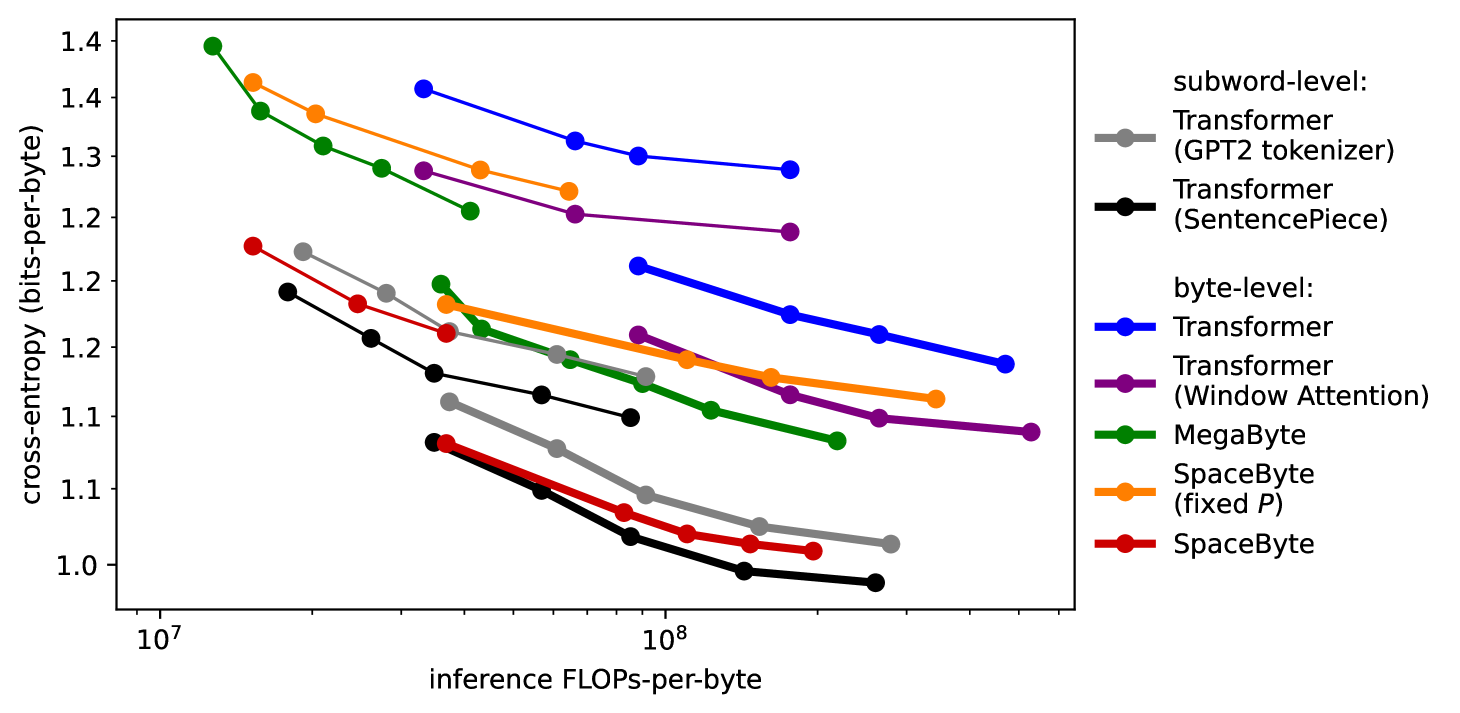 1.4
1.4
1.3
1.2
1.2
1.2
1.1
1.1
1.0
cross-entropy (bits-per-byte)
10⁷
10⁸
inference FLOPs-per-byte
subword-level:
Transformer
(GPT2 tokenizer)
Transformer
(SentencePiece)
byte-level:
Transformer
Transformer
(Window Attention)
MegaByte
SpaceByte
(fixed P)
SpaceByte